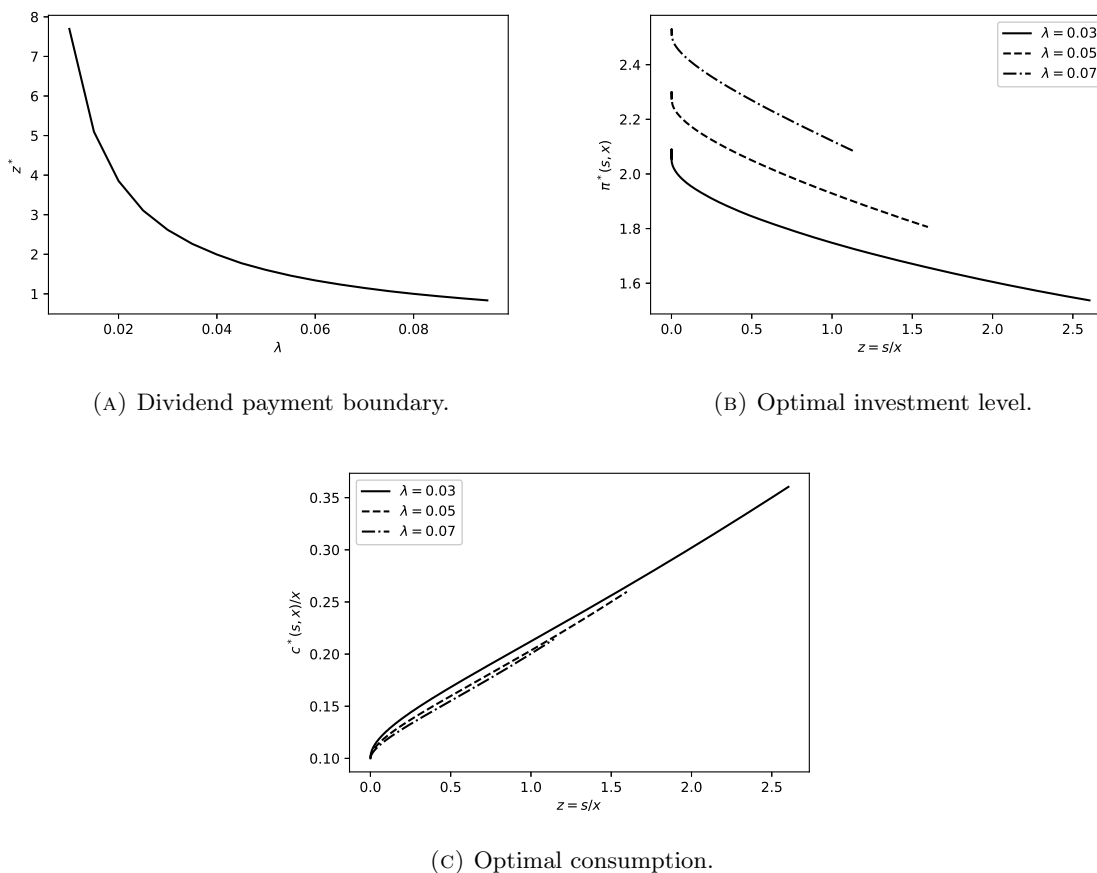 8
7
6
5
4
3
2
1
z*
0.02 0.04 0.06 0.08
λ
(A) Dividend payment boundary.
λ = 0.03
λ = 0.05
λ = 0.07
2.4
2.2
2.0
1.8
1.6
π*(s, x)
0.0 0.5 1.0 1.5 2.0 2.5
z = s/x
(B) Optimal investment level.
λ = 0.03
λ = 0.05
λ = 0.07
0.35
0.30
0.25
0.20
0.15
0.10
c*(s, x)/x
0.0 0.5 1.0 1.5 2.0 2.5
z = s/x
(C) Optimal consumption.